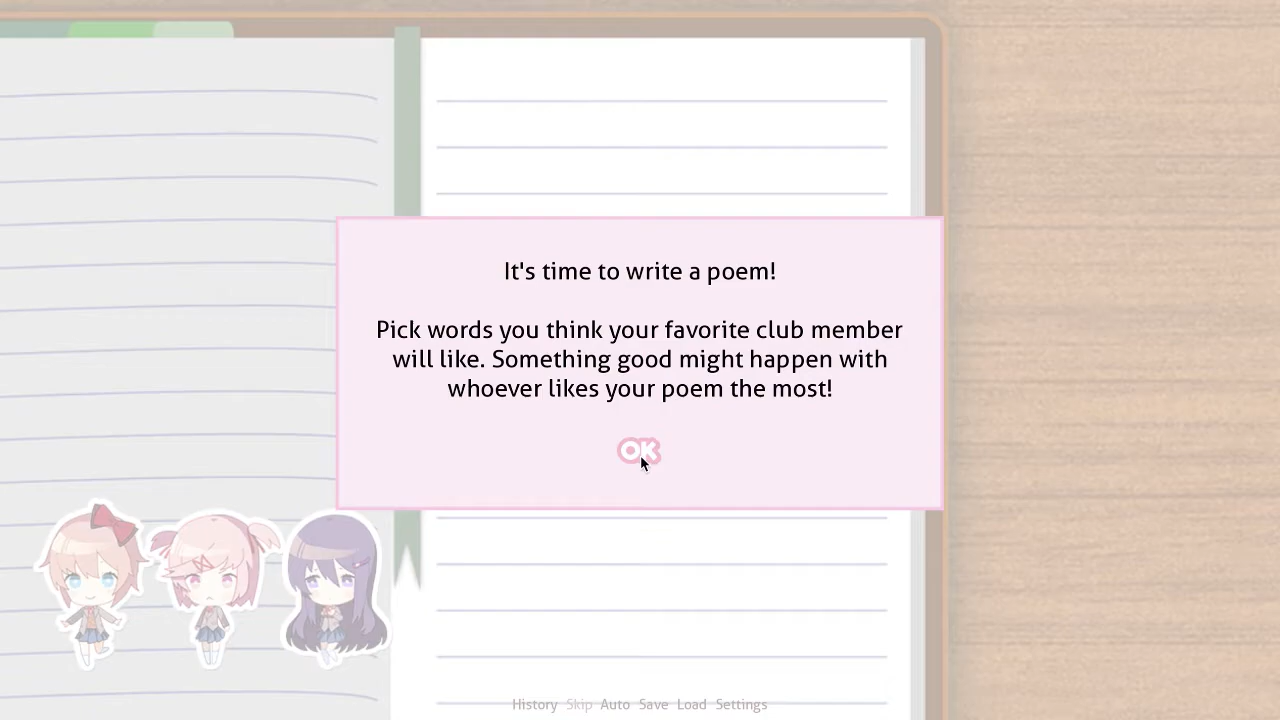 It's time to write a poem!
Pick words you think your favorite club member
will like. Something good might happen with
whoever likes your poem the most!
OK
History Skip Auto Save Load Settings